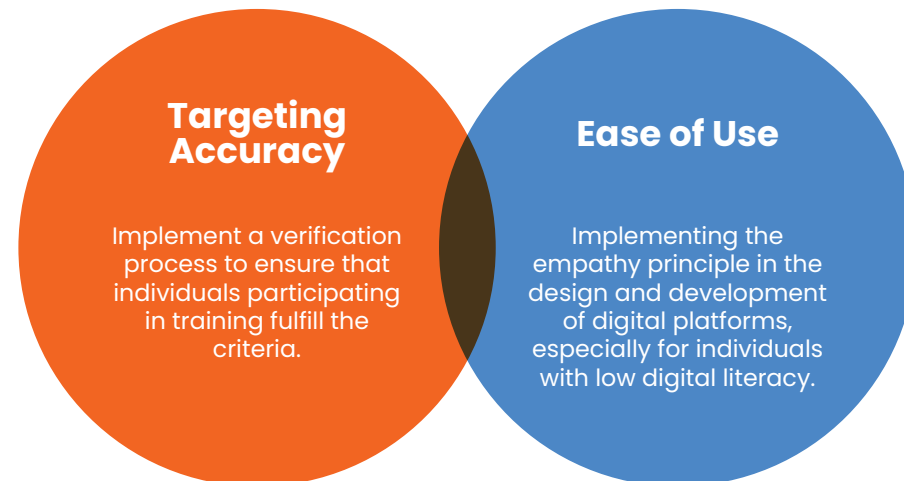 Targeting
Accuracy
Implement a verification
process to ensure that
individuals participating
in training fulfill the
criteria.
Ease of Use
Implementing the
empathy principle in the
design and development
of digital platforms,
especially for individuals
with low digital literacy.